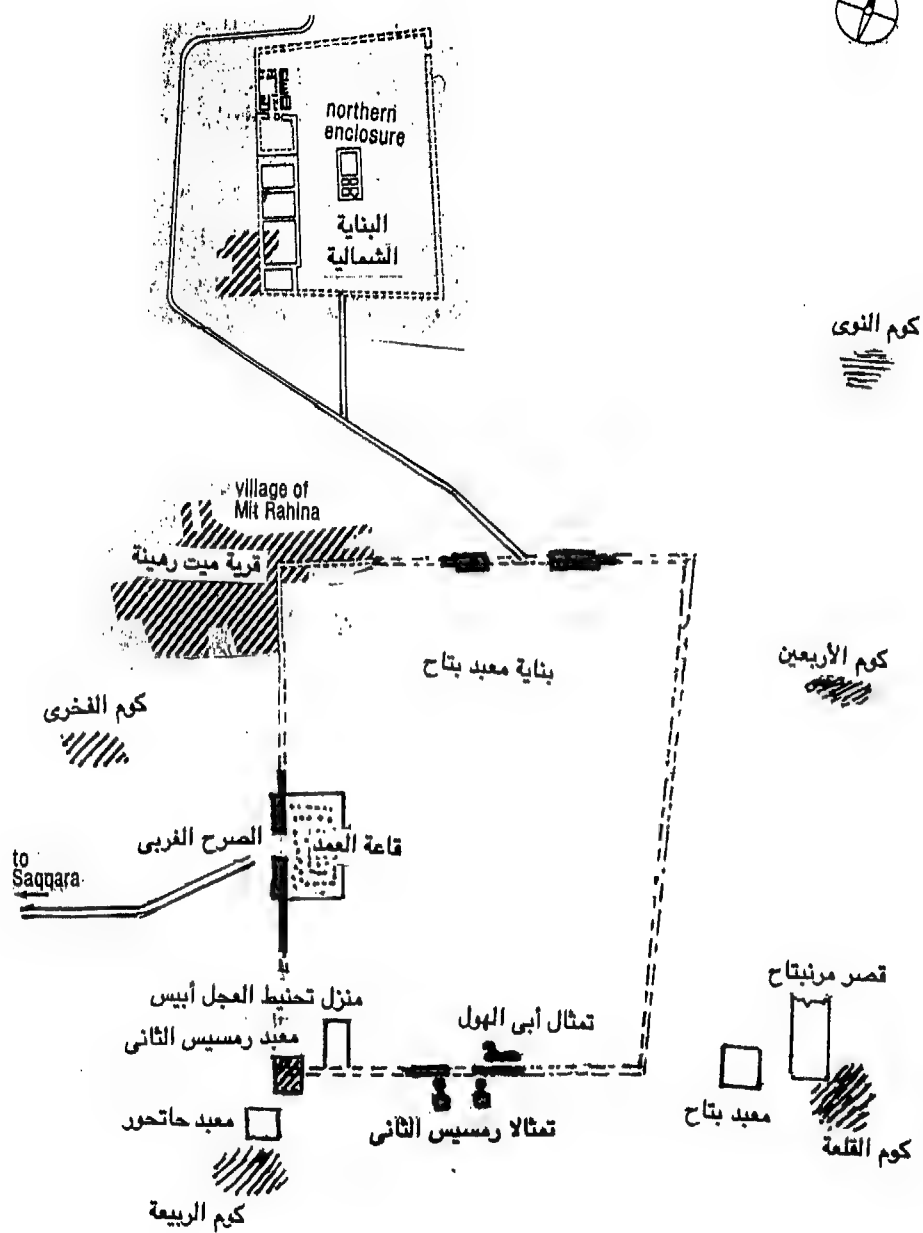 northern
enclosure
البناية
الشمالية
كوم النوى
village of
Mit Rahina
قرية ميت رهينة
بناية معبد بتاح
كوم الأربعين
كوم الفخرى
الصرح الغربى
قاعة العمد
to
Saqqara
قصر مرنبتاح
منزل تحنيط العجل أبيس
تمثال أبى الهول
معبد رمسيس الثانى
معبد بتاح
معبد حاتحور
تمثالا رمسيس الثانى
كوم القلعة
كوم الربيعة